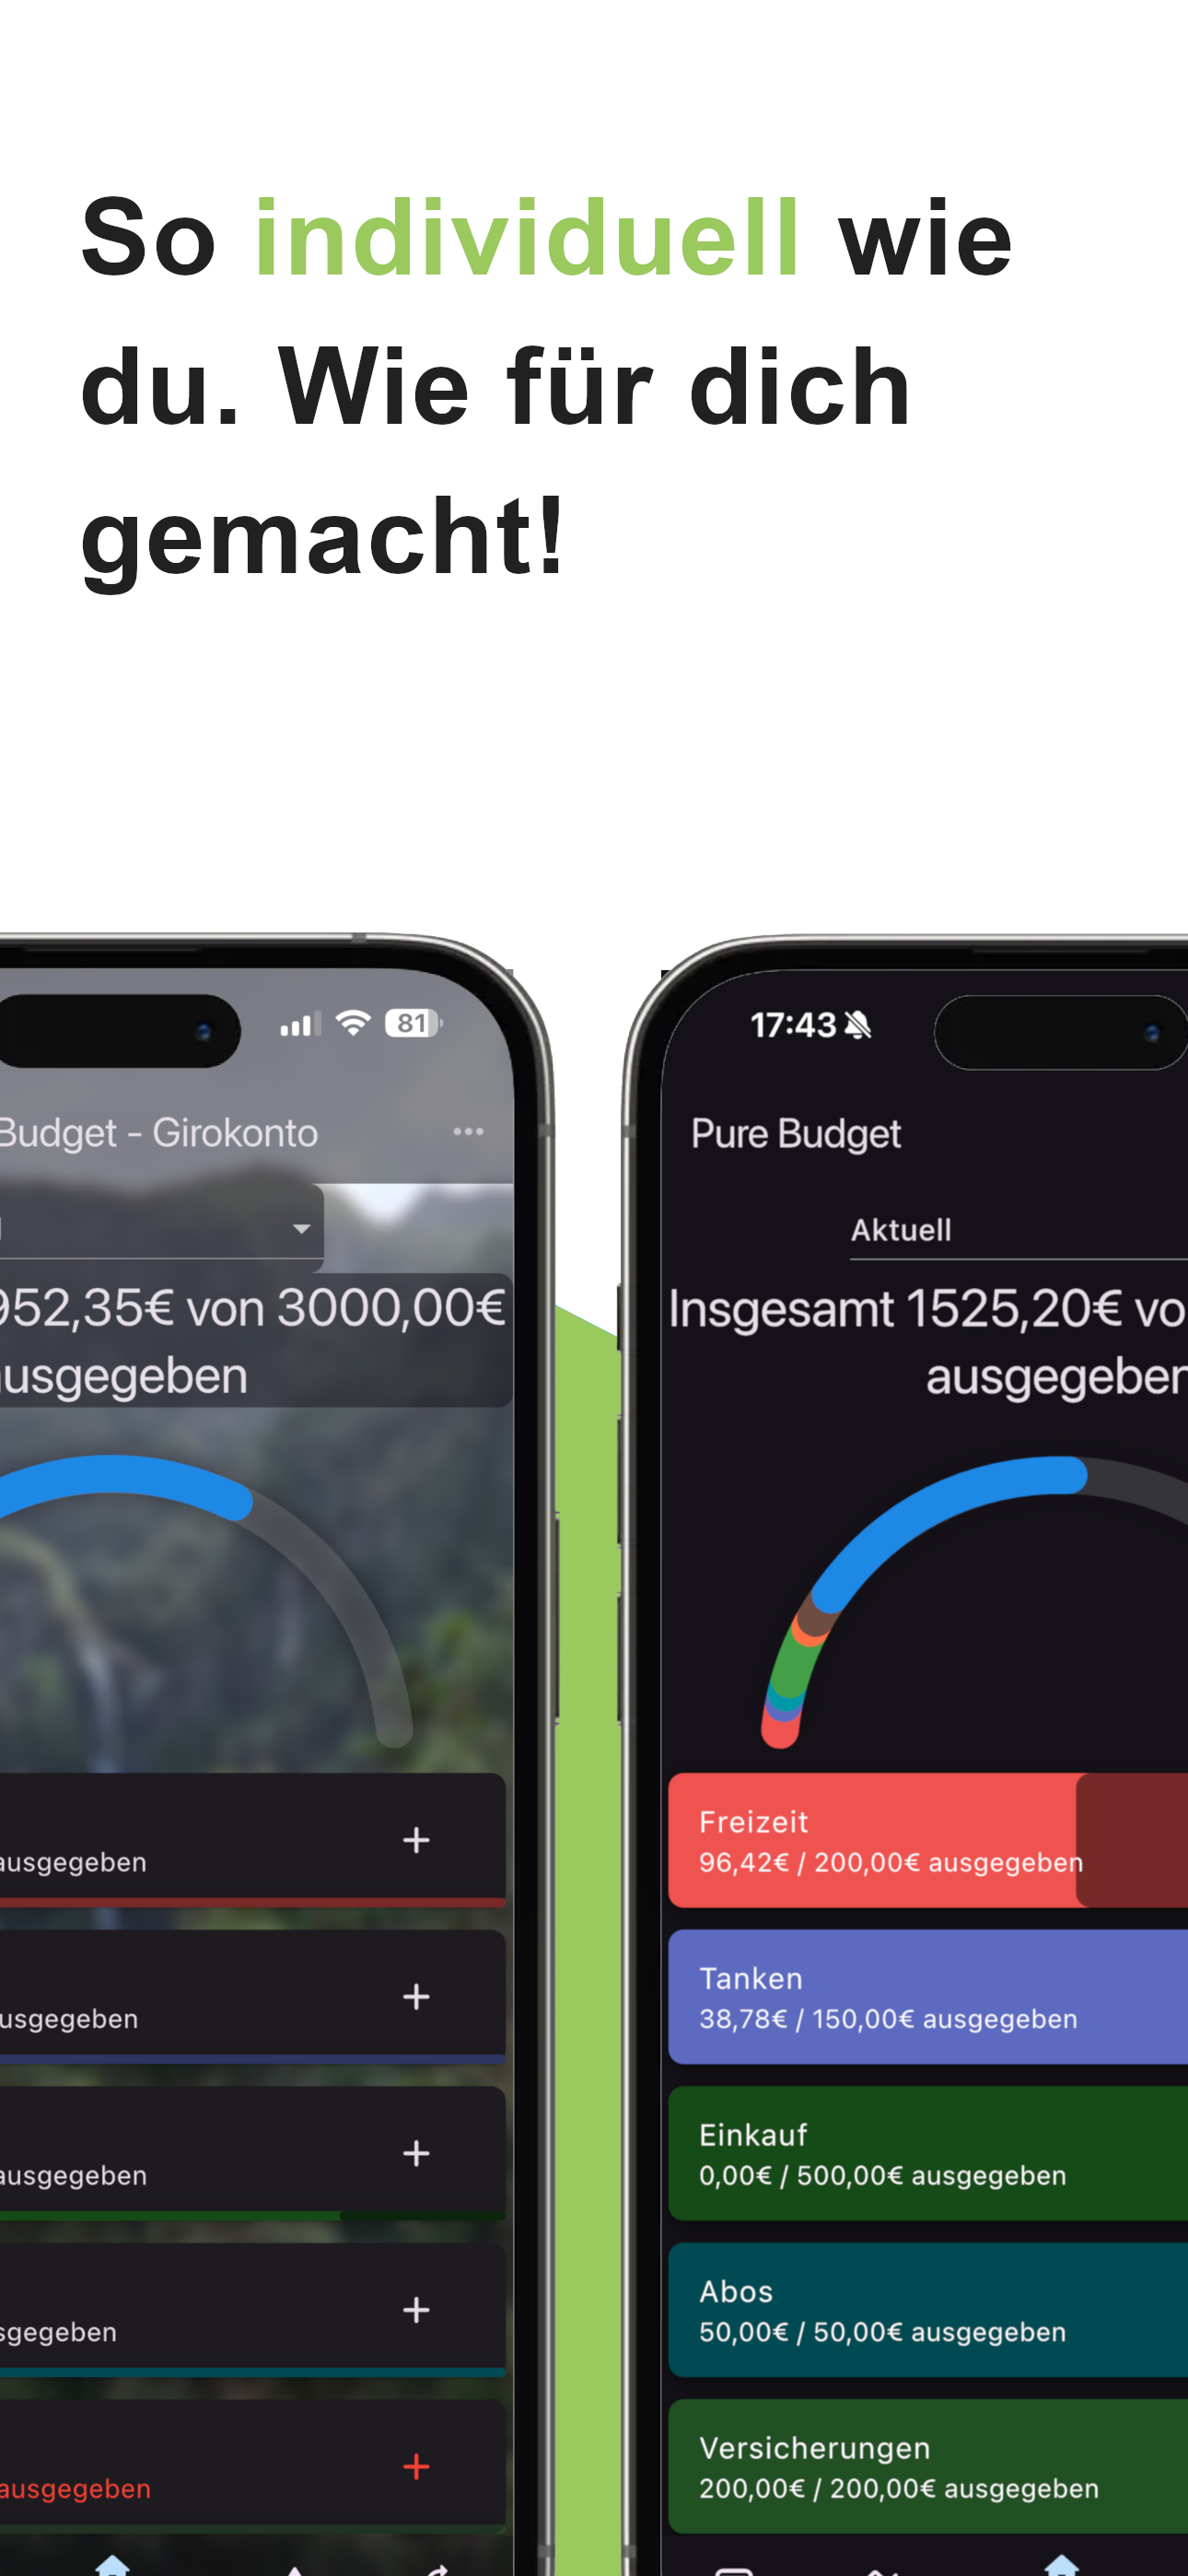 So individuell wie
du. Wie für dich
gemacht!
81
Budget - Girokonto
952,35€ von 3000,00€
ausgegeben
ausgegeben
ausgegeben
ausgegeben
ausgegeben
ausgegeben
17:43
Pure Budget
Aktuell
Insgesamt 1525,20€ vo
ausgegeben
Freizeit
96,42€ / 200,00€ ausgegeben
Tanken
38,78€ / 150,00€ ausgegeben
Einkauf
0,00€ / 500,00€ ausgegeben
Abos
50,00€ / 50,00€ ausgegeben
Versicherungen
200,00€ / 200,00€ ausgegeben